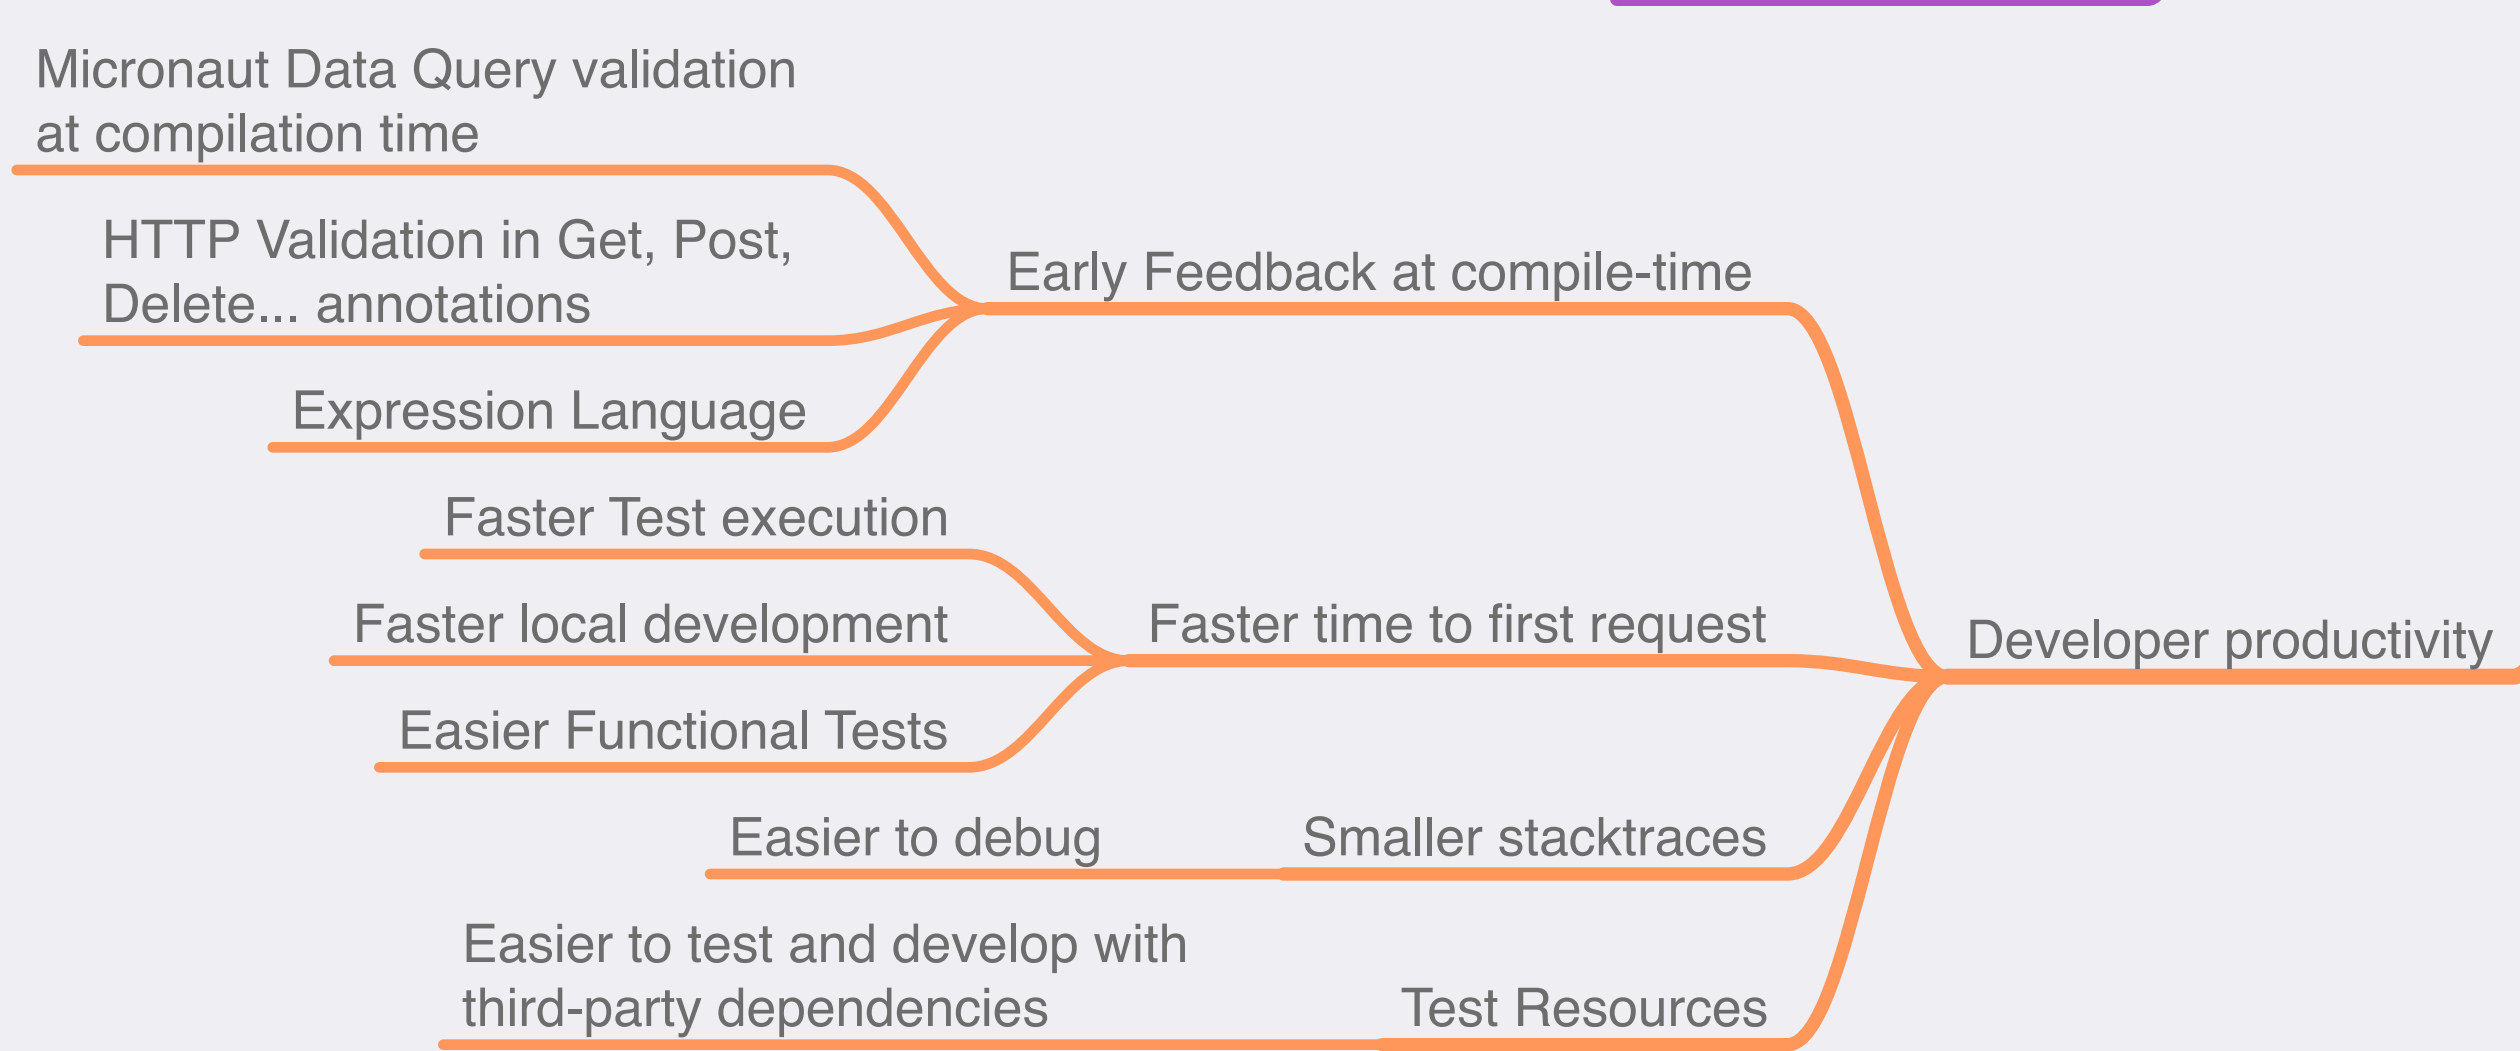 Micronaut Data Query validation
at compilation time
HTTP Validation in Get, Post,
Delete... annotations
Early Feedback at compile-time
Expression Language
Faster Test execution
Faster local development
Faster time to first request
Developer productivity
Easier Functional Tests
Easier to debug
Smaller stacktraces
Easier to test and develop with
third-party dependencies
Test Resources